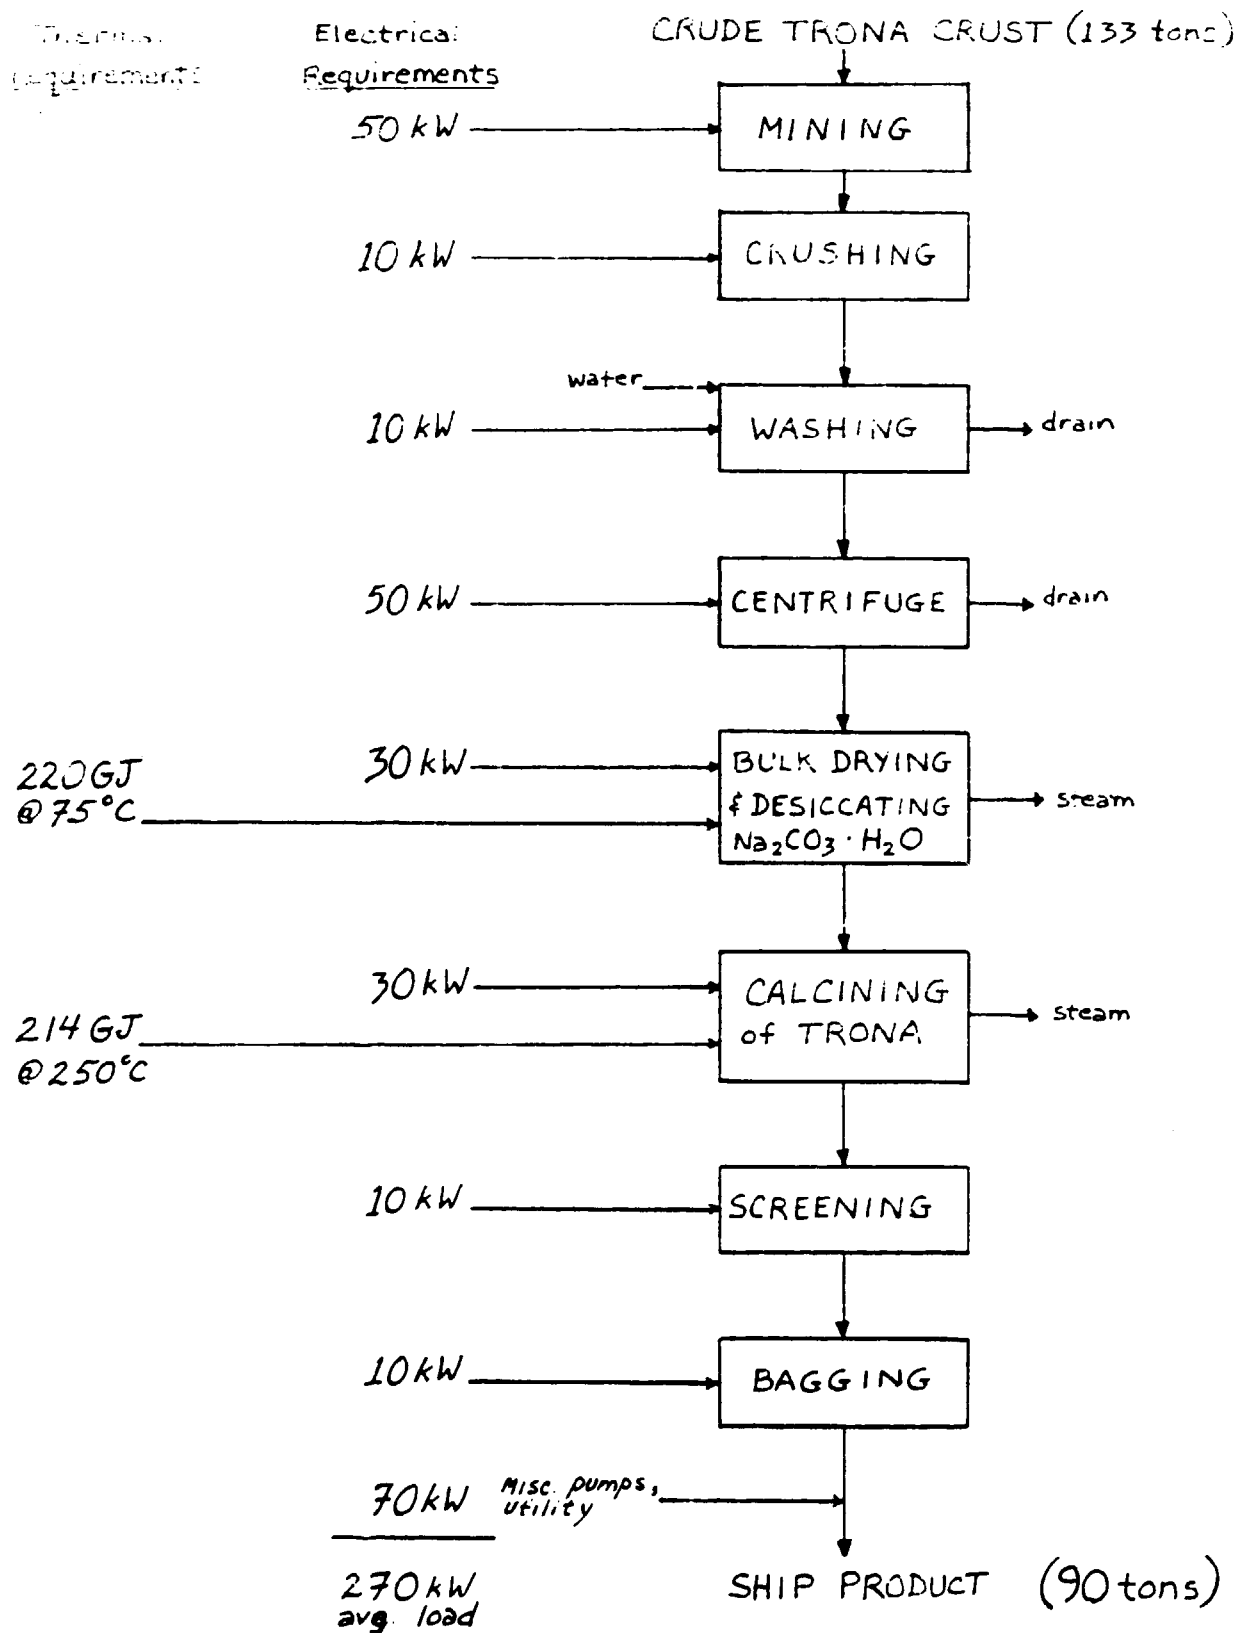 Thermal
Requirements
Electrical
Requirements
CRUDE TRONA CRUST (133 tons)
50 kW
MINING
10 kW
CRUSHING
water
10 kW
WASHING
drain
50 kW
CENTRIFUGE
drain
220 GJ
@ 75°C
30 kW
BULK DRYING
& DESICCATING
Na₂CO₃ · H₂O
steam
214 GJ
@ 250°C
30 kW
CALCINING
of TRONA
steam
10 kW
SCREENING
10 kW
BAGGING
70 kW
Misc. pumps,
utility
270 kW
avg. load
SHIP PRODUCT (90 tons)